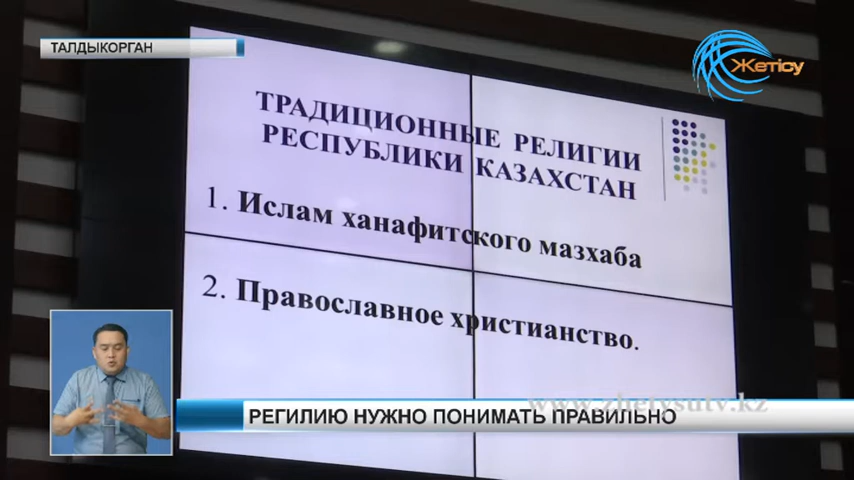 ТАЛДЫКОРГАН
Жетісу
ТРАДИЦИОННЫЕ РЕЛИГИИ
РЕСПУБЛИКИ КАЗАХСТАН
1. Ислам ханафитского мазхаба
2. Православное христианство.
www.zhetysutv.kz
РЕГИЛИЮ НУЖНО ПОНИМАТЬ ПРАВИЛЬНО